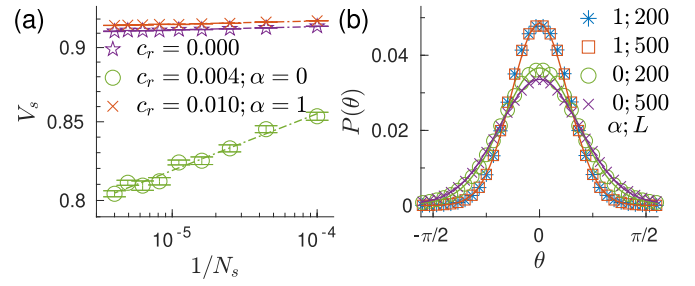 (a)
V_s
0.9
0.85
0.8
c_r = 0.000
c_r = 0.004; α = 0
c_r = 0.010; α = 1
10^-5
10^-4
1/N_s
(b)
P(θ)
0.04
0.02
0
1; 200
1; 500
0; 200
0; 500
α; L
-π/2
0
π/2
θ